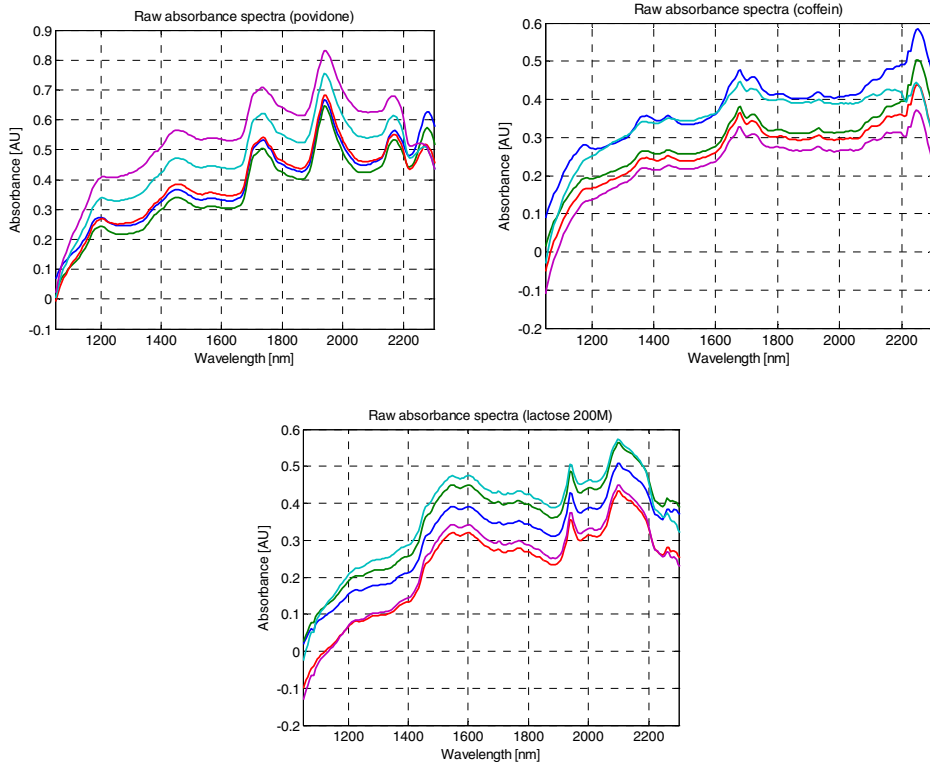 Raw absorbance spectra (povidone)
0.9
0.8
0.7
0.6
0.5
0.4
0.3
0.2
0.1
0
-0.1
Absorbance [AU]
1200 1400 1600 1800 2000 2200
Wavelength [nm]
Raw absorbance spectra (coffein)
0.6
0.5
0.4
0.3
0.2
0.1
0
-0.1
-0.2
Absorbance [AU]
1200 1400 1600 1800 2000 2200
Wavelength [nm]
Raw absorbance spectra (lactose 200M)
0.6
0.5
0.4
0.3
0.2
0.1
0
-0.1
-0.2
Absorbance [AU]
1200 1400 1600 1800 2000 2200
Wavelength [nm]